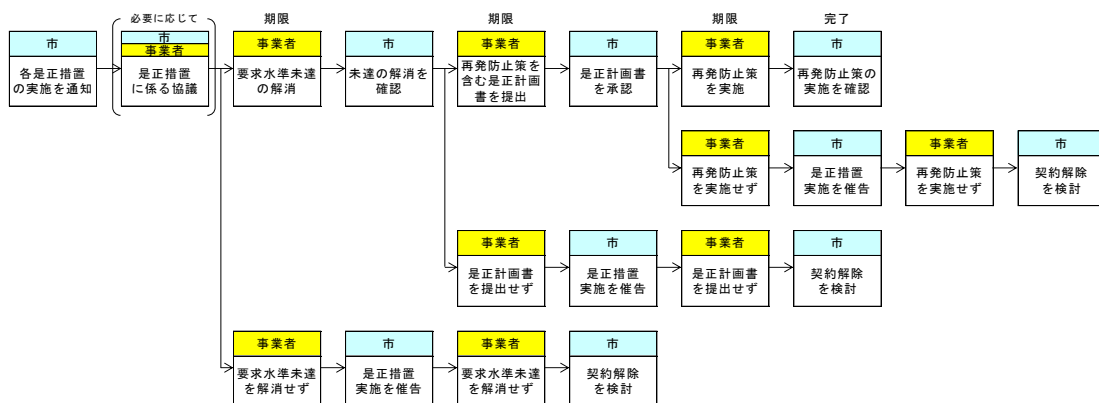 必要に応じて
期限
期限
期限
完了
市
各是正措置
の実施を通知
市
事業者
是正措置
に係る協議
事業者
要求水準未達
の解消
市
未達の解消を
確認
事業者
再発防止策を
含む是正計画
書を提出
市
是正計画書
を承認
事業者
再発防止策
を実施
市
再発防止策の
実施を確認
事業者
再発防止策
を実施せず
市
是正措置
実施を催告
事業者
再発防止策
を実施せず
市
契約解除
を検討
事業者
是正計画書
を提出せず
市
是正措置
実施を催告
事業者
是正計画書
を提出せず
市
契約解除
を検討
事業者
要求水準未達
を解消せず
市
是正措置
実施を催告
事業者
要求水準未達
を解消せず
市
契約解除
を検討